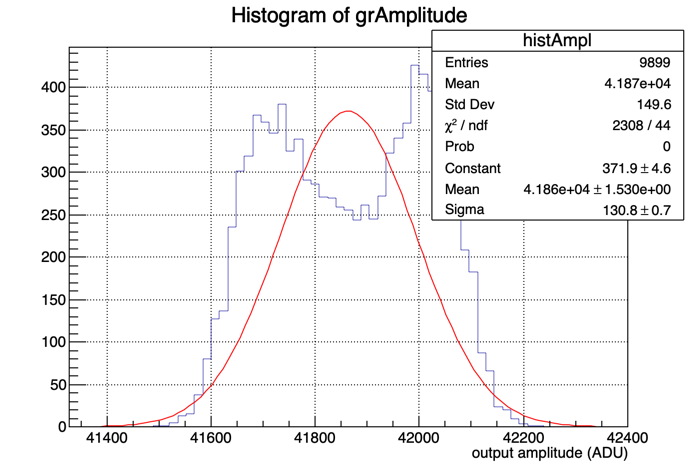 Histogram of grAmplitude
histAmpl
Entries 9899
Mean 4.187e+04
Std Dev 149.6
χ² / ndf 2308 / 44
Prob 0
Constant 371.9 ± 4.6
Mean 4.186e+04 ± 1.530e+00
Sigma 130.8 ± 0.7
400
350
300
250
200
150
100
50
0
41400 41600 41800 42000 42200 42400
output amplitude (ADU)